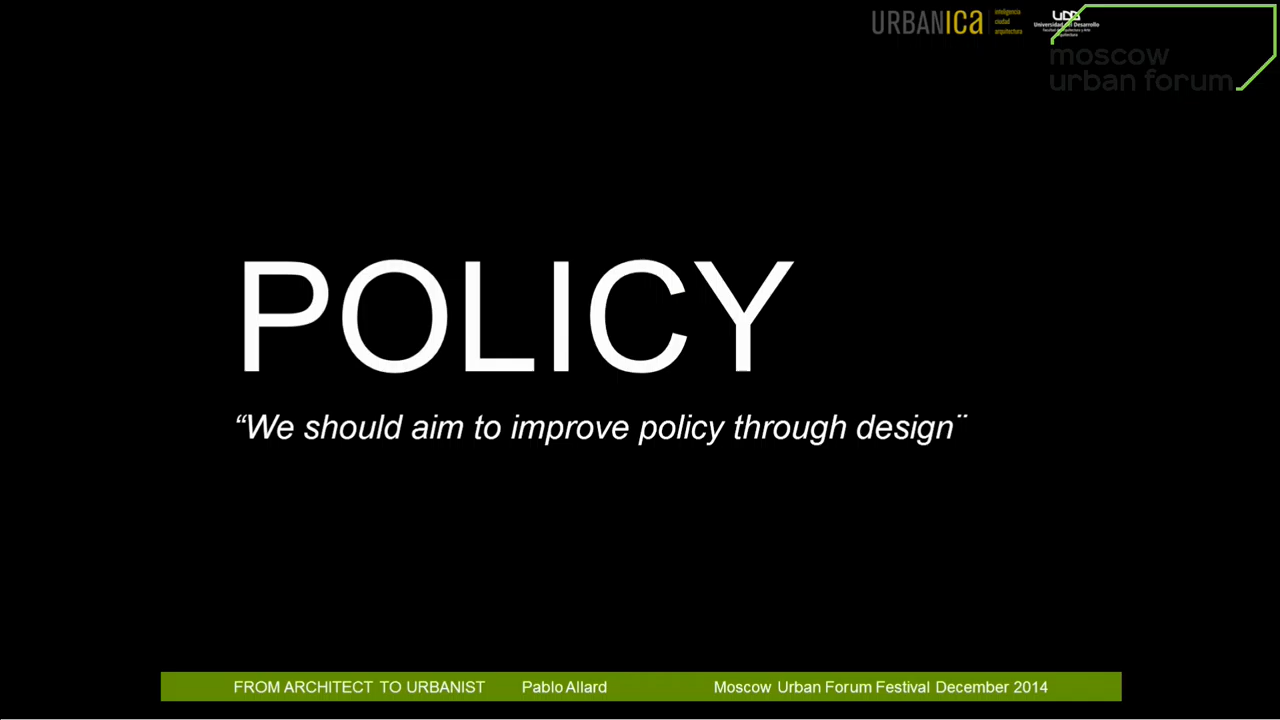 URBANICA
inteligencia
ciudad
arquitectura
UDD
Universidad del Desarrollo
moscow
urban forum
POLICY
“We should aim to improve policy through design¨
FROM ARCHITECT TO URBANIST Pablo Allard Moscow Urban Forum Festival December 2014